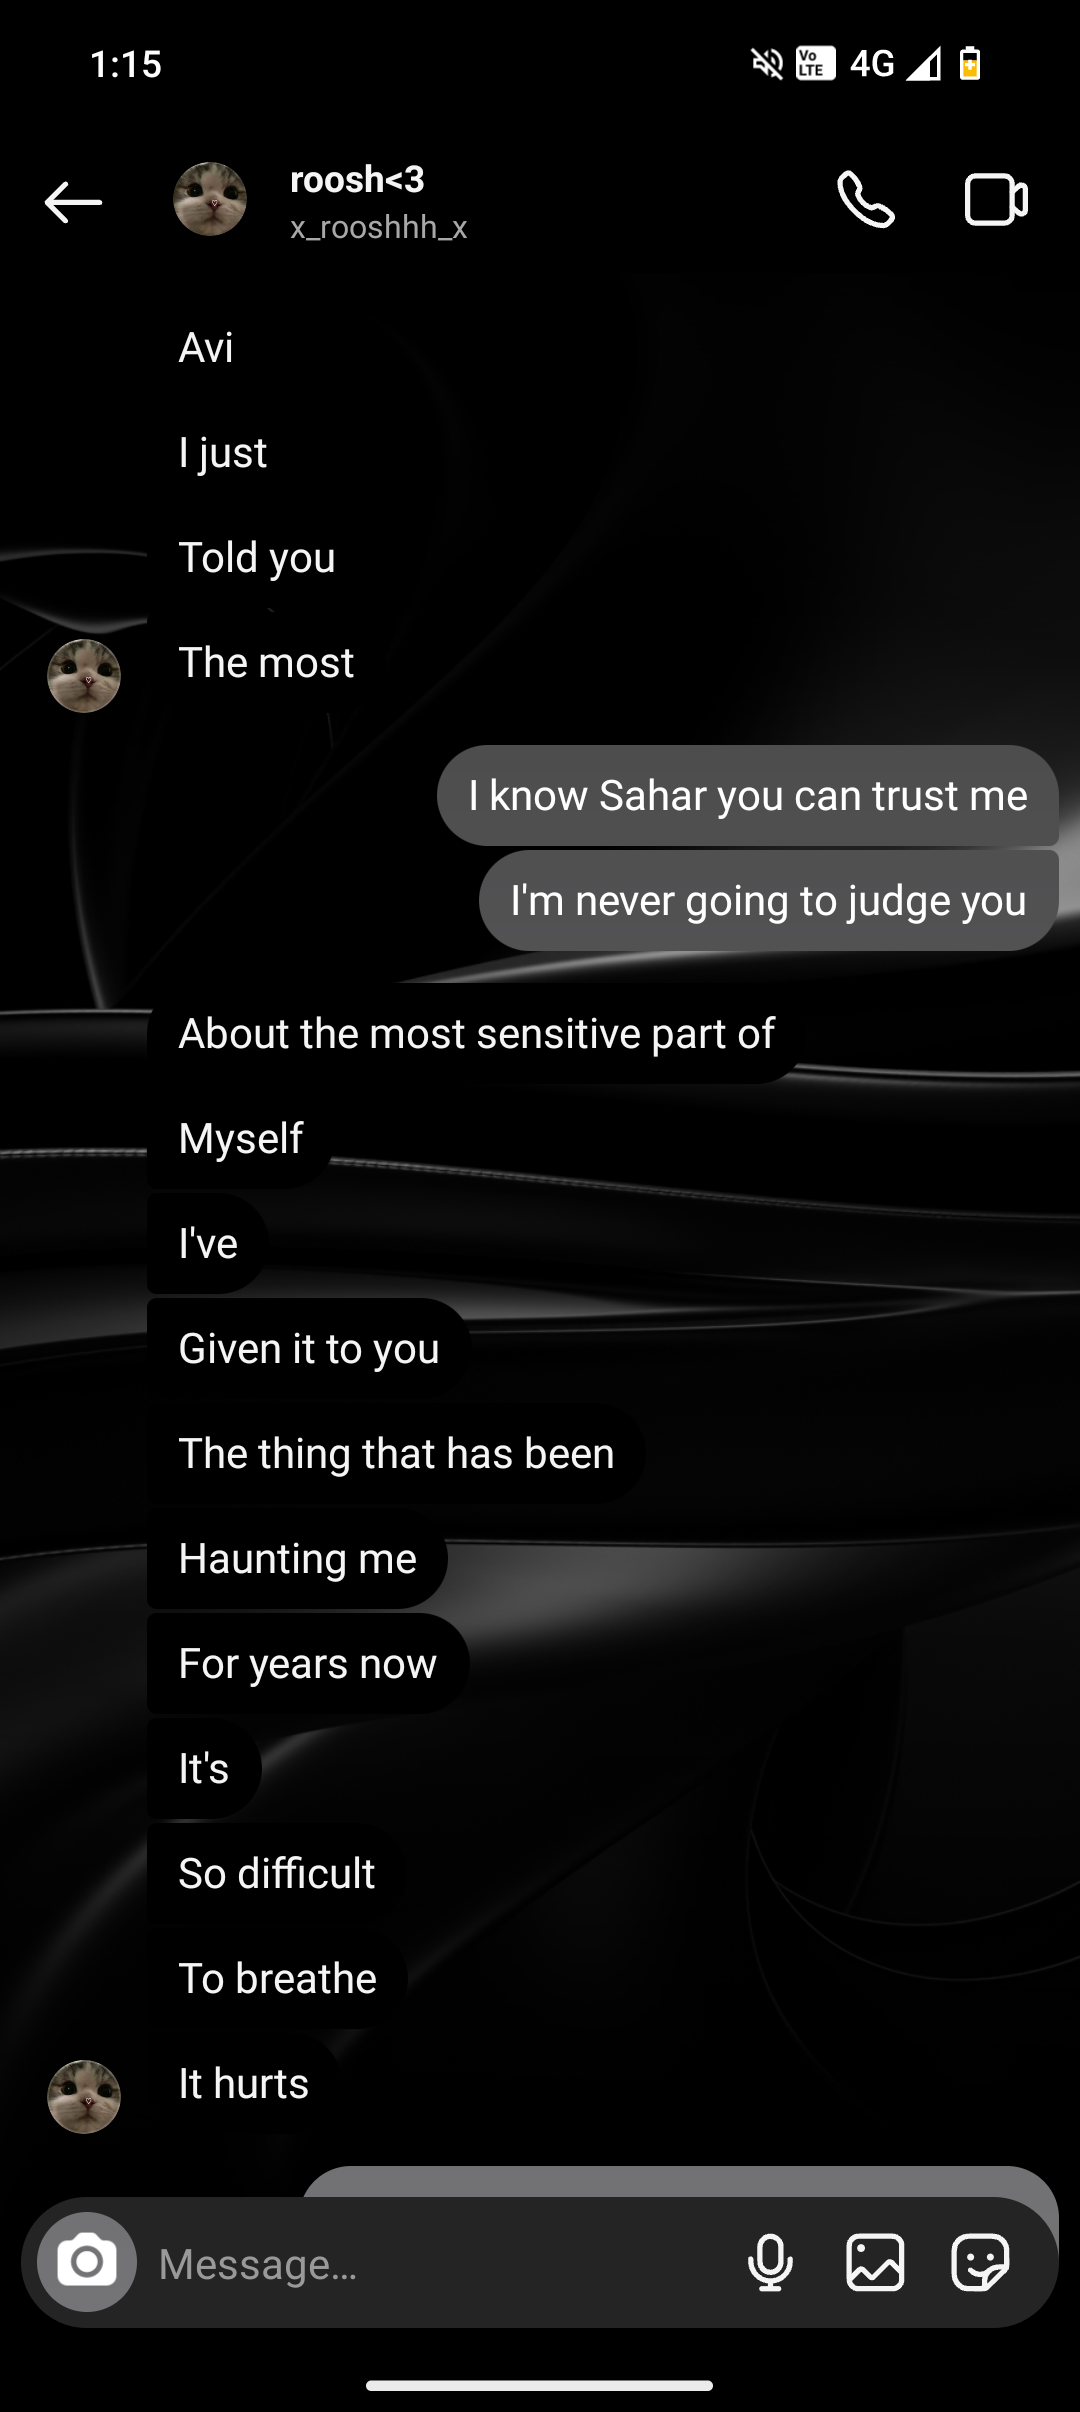 1:15
Vo
LTE
4G
roosh<3
x_rooshhh_x
Avi
I just
Told you
The most
I know Sahar you can trust me
I'm never going to judge you
About the most sensitive part of
Myself
I've
Given it to you
The thing that has been
Haunting me
For years now
It's
So difficult
To breathe
It hurts
Message...